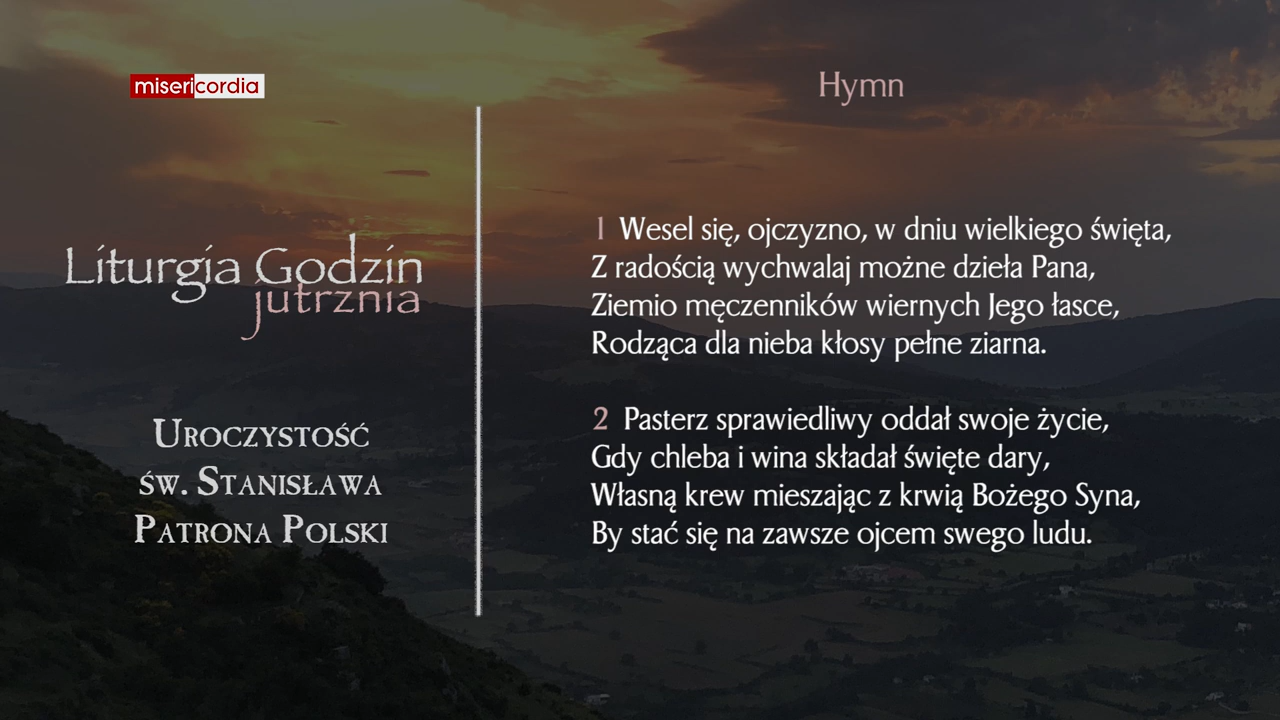 misericordia
Liturgia Godzin
jutrznia
Uroczystość
św. Stanisława
Patrona Polski
Hymn
1 Wesel się, ojczyzno, w dniu wielkiego święta,
Z radością wychwalaj możne dzieła Pana,
Ziemio męczenników wiernych Jego łasce,
Rodząca dla nieba kłosy pełne ziarna.
2 Pasterz sprawiedliwy oddał swoje życie,
Gdy chleba i wina składał święte dary,
Własną krew mieszając z krwią Bożego Syna,
By stać się na zawsze ojcem swego ludu.